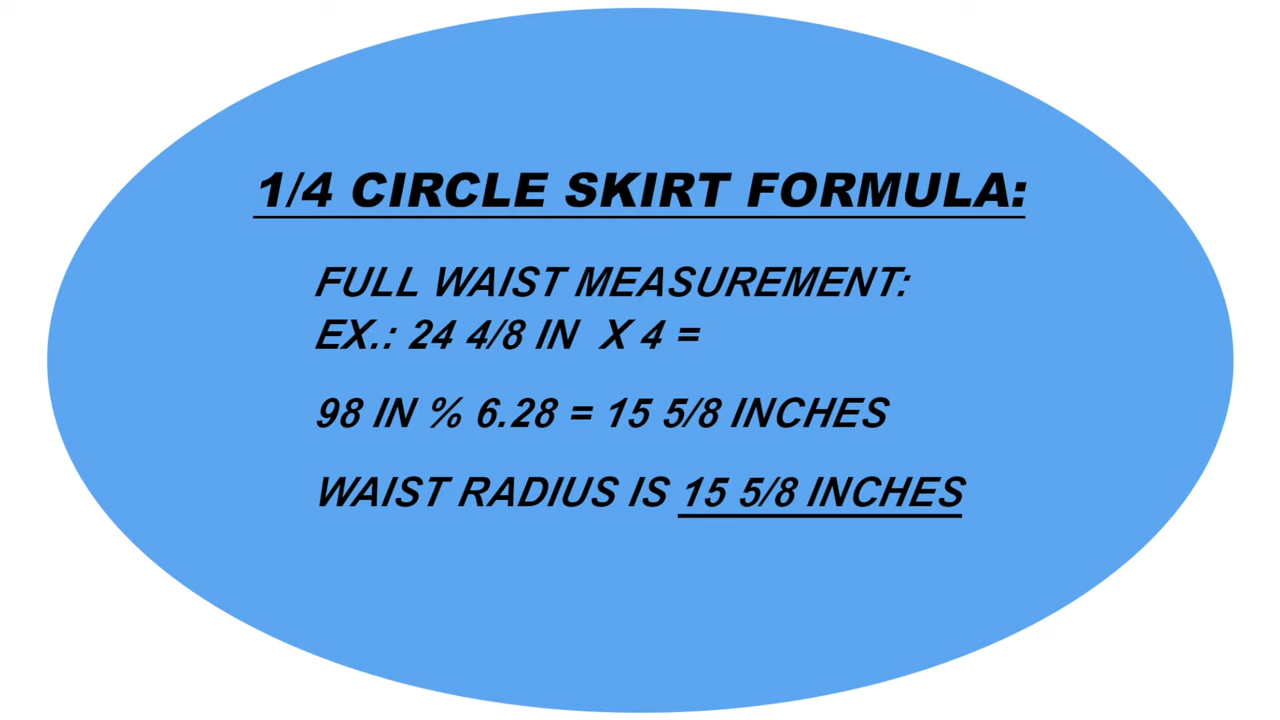 1/4 CIRCLE SKIRT FORMULA:
FULL WAIST MEASUREMENT:
EX.: 24 4/8 IN X 4 =
98 IN % 6.28 = 15 5/8 INCHES
WAIST RADIUS IS 15 5/8 INCHES